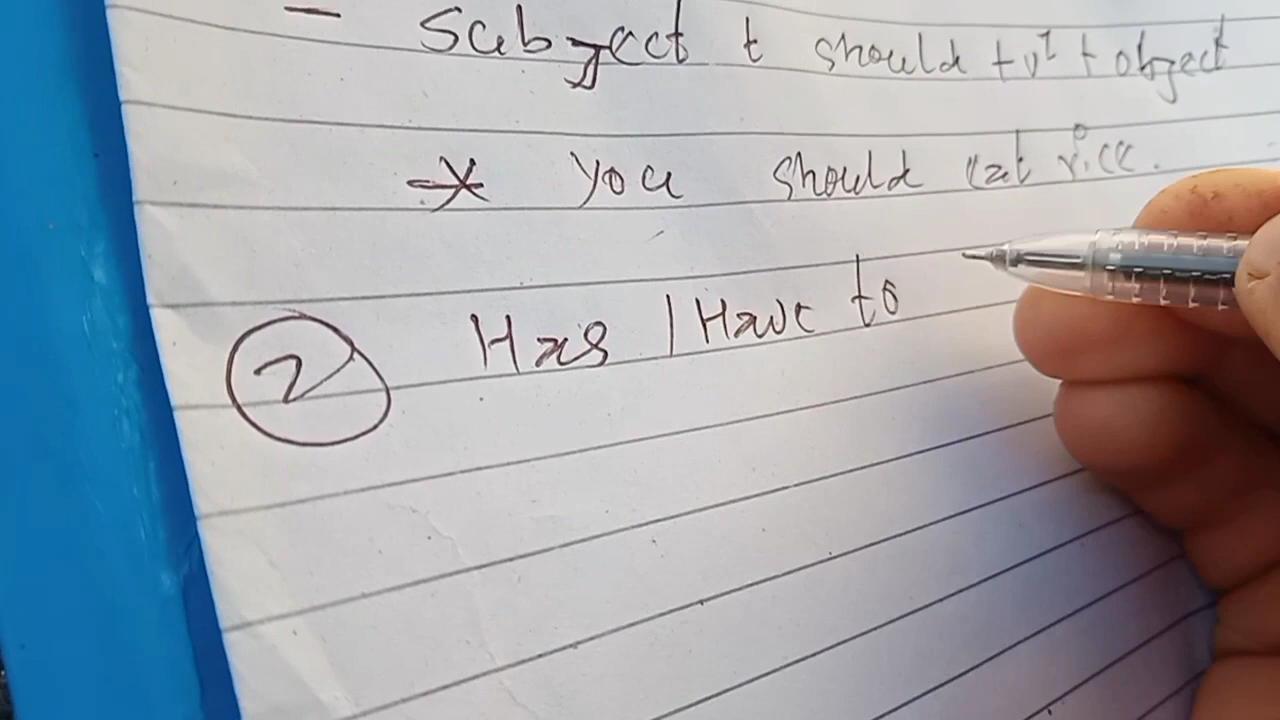 - Subject + should + v¹ + object
* You should eat rice.
② Has / Have to